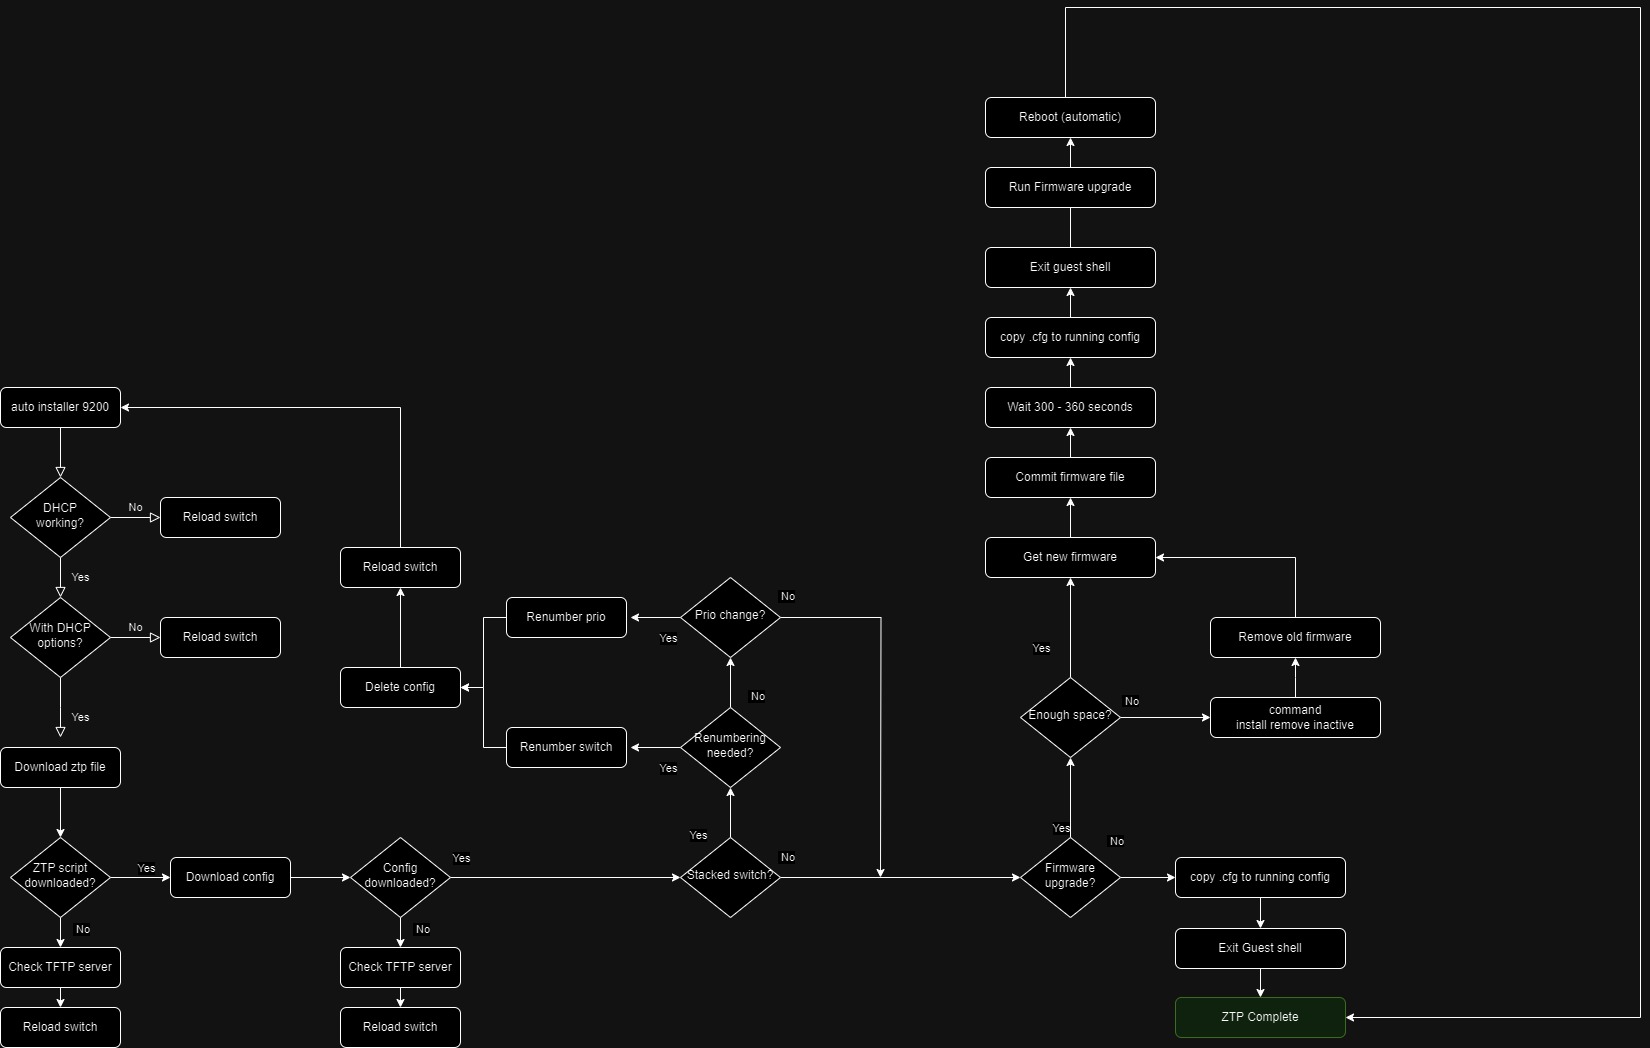 Reboot (automatic)
Run Firmware upgrade
Exit guest shell
copy .cfg to running config
Wait 300 - 360 seconds
Commit firmware file
Get new firmware
Yes
Remove old firmware
Enough space?
No
command
install remove inactive
auto installer 9200
DHCP
working?
No
Reload switch
Yes
With DHCP
options?
No
Reload switch
Yes
Download ztp file
ZTP script
downloaded?
Yes
Download config
No
Check TFTP server
Reload switch
Config
downloaded?
Yes
No
Check TFTP server
Reload switch
Reload switch
Delete config
Renumber prio
Yes
Prio change?
No
No
Renumber switch
Yes
Renumbering
needed?
Yes
Stacked switch?
No
Yes
Firmware
upgrade?
No
copy .cfg to running config
Exit Guest shell
ZTP Complete